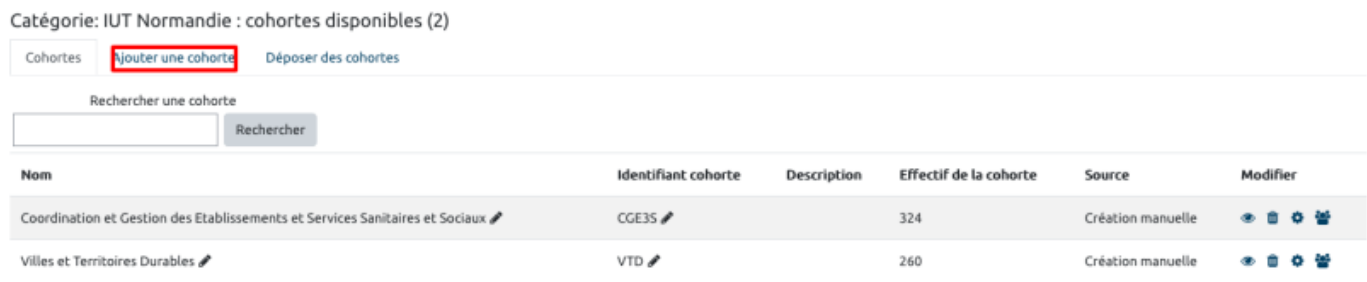 Catégorie: IUT Normandie : cohortes disponibles (2)
Cohortes Ajouter une cohorte Déposer des cohortes
Rechercher une cohorte
Rechercher
Nom Identifiant cohorte Description Effectif de la cohorte Source Modifier
Coordination et Gestion des Etablissements et Services Sanitaires et Sociaux CGE3S 324 Création manuelle
Villes et Territoires Durables VTD 260 Création manuelle